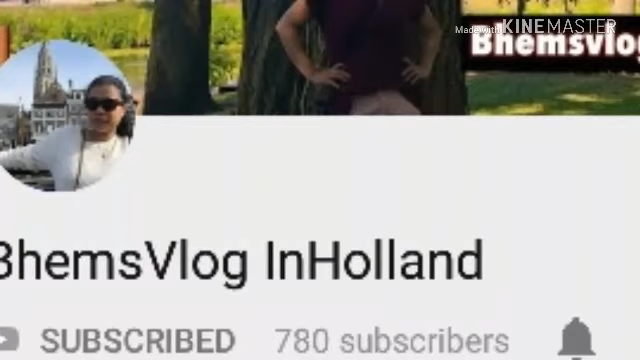 Made with KINEMASTER
Bhemsvlog
BhemsVlog InHolland
SUBSCRIBED 780 subscribers